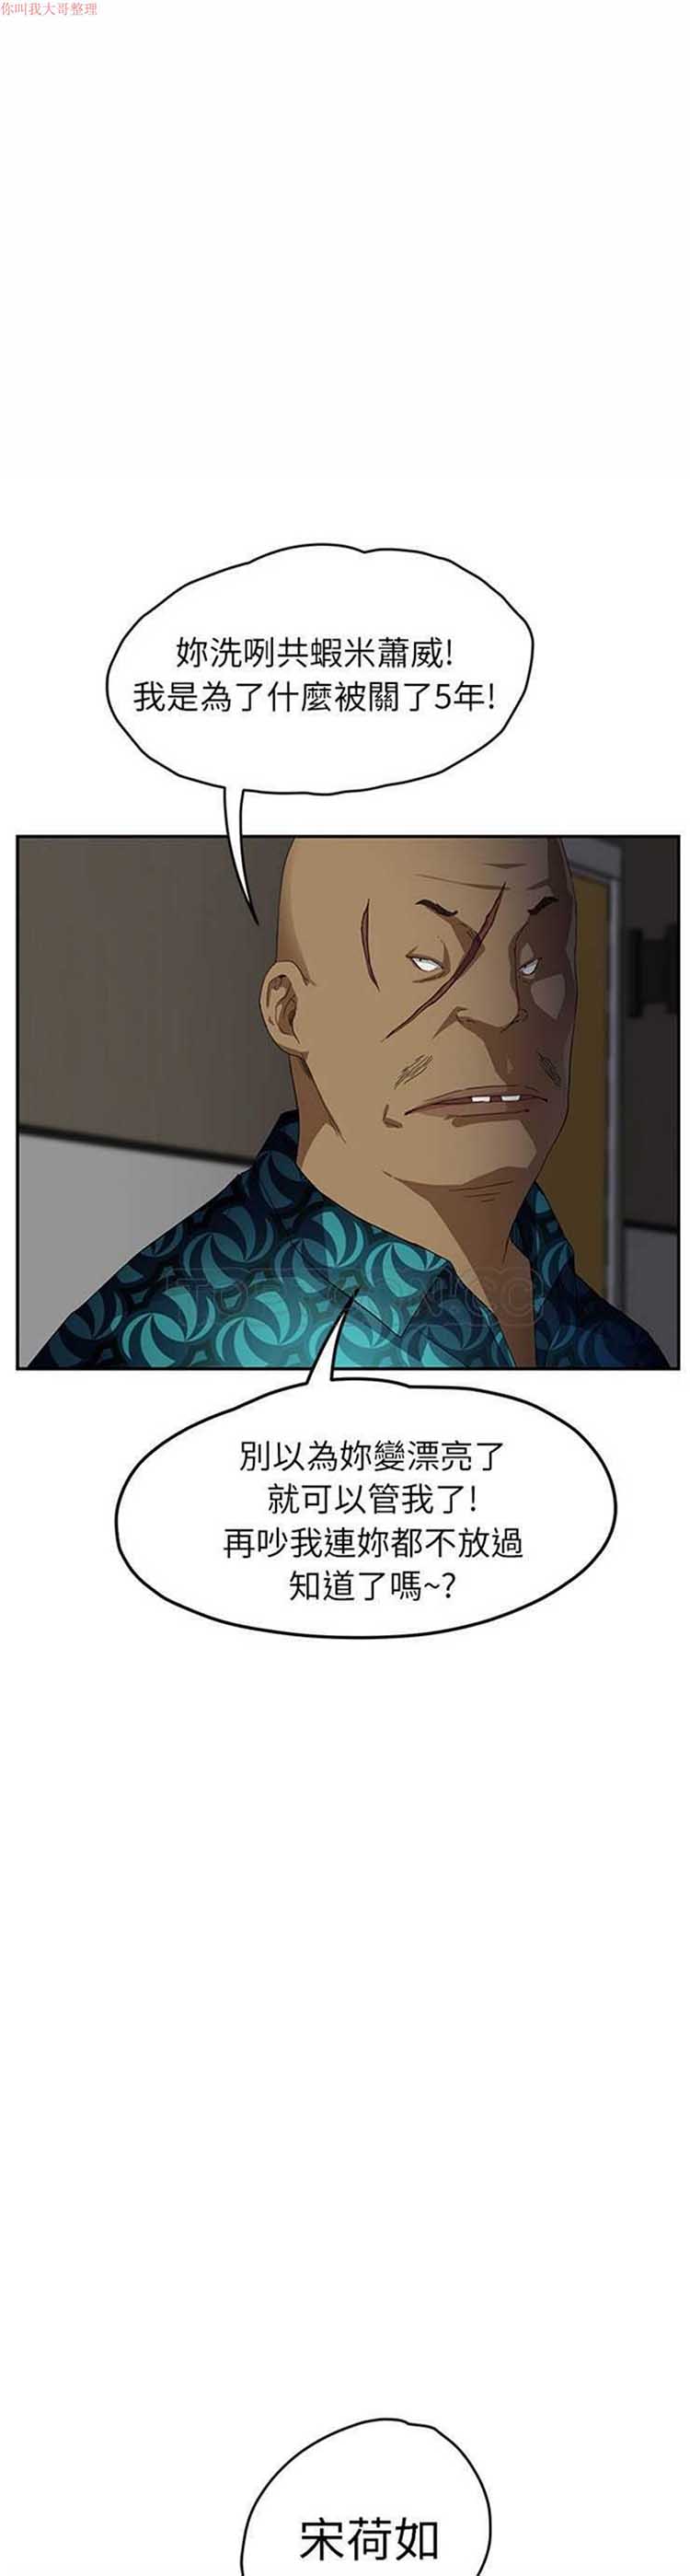 你叫我大哥整理
妳洗咧共蝦米蕭威!
我是為了什麼被關了5年!
別以為妳變漂亮了
就可以管我了!
再吵我連妳都不放過
知道了嗎~?
宋荷如